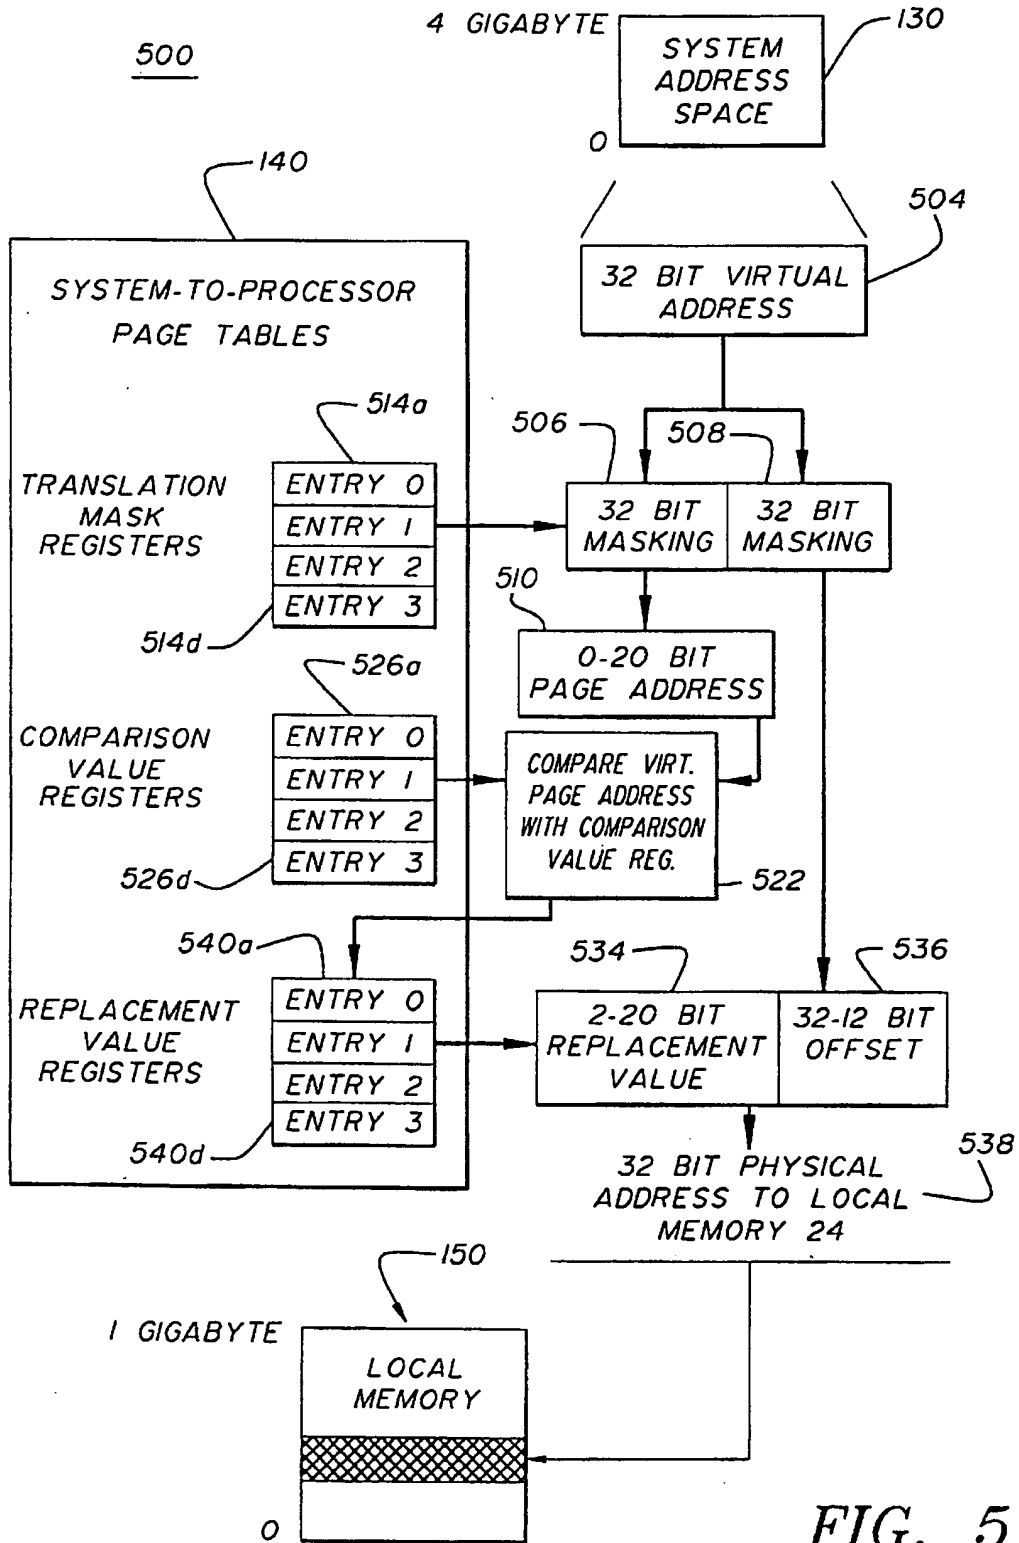 4 GIGABYTE
130
500
SYSTEM
ADDRESS
SPACE
0
140
504
SYSTEM-TO-PROCESSOR
PAGE TABLES
32 BIT VIRTUAL
ADDRESS
514a
506
508
TRANSLATION
MASK
REGISTERS
ENTRY 0
ENTRY 1
ENTRY 2
ENTRY 3
514d
32 BIT
MASKING
32 BIT
MASKING
510
0-20 BIT
PAGE ADDRESS
526a
COMPARISON
VALUE
REGISTERS
ENTRY 0
ENTRY 1
ENTRY 2
ENTRY 3
526d
COMPARE VIRT.
PAGE ADDRESS
WITH COMPARISON
VALUE REG.
522
540a
534
536
REPLACEMENT
VALUE
REGISTERS
ENTRY 0
ENTRY 1
ENTRY 2
ENTRY 3
540d
2-20 BIT
REPLACEMENT
VALUE
32-12 BIT
OFFSET
32 BIT PHYSICAL
ADDRESS TO LOCAL
MEMORY 24
538
150
1 GIGABYTE
LOCAL
MEMORY
0
FIG. 5